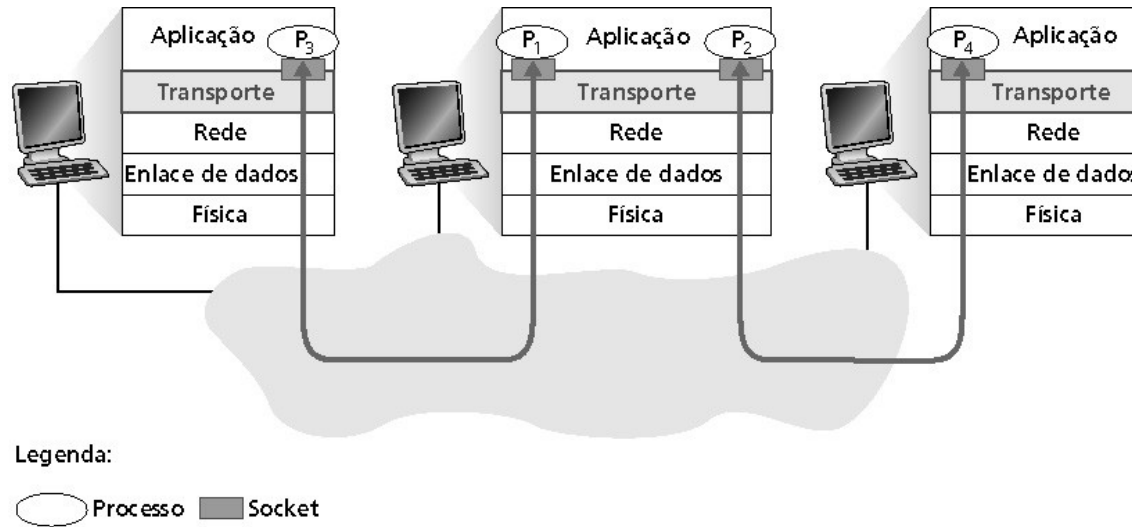 Aplicação P3
Transporte
Rede
Enlace de dados
Física
P1 Aplicação P2
Transporte
Rede
Enlace de dados
Física
P4 Aplicação
Transporte
Rede
Enlace de dados
Física
Legenda:
Processo Socket